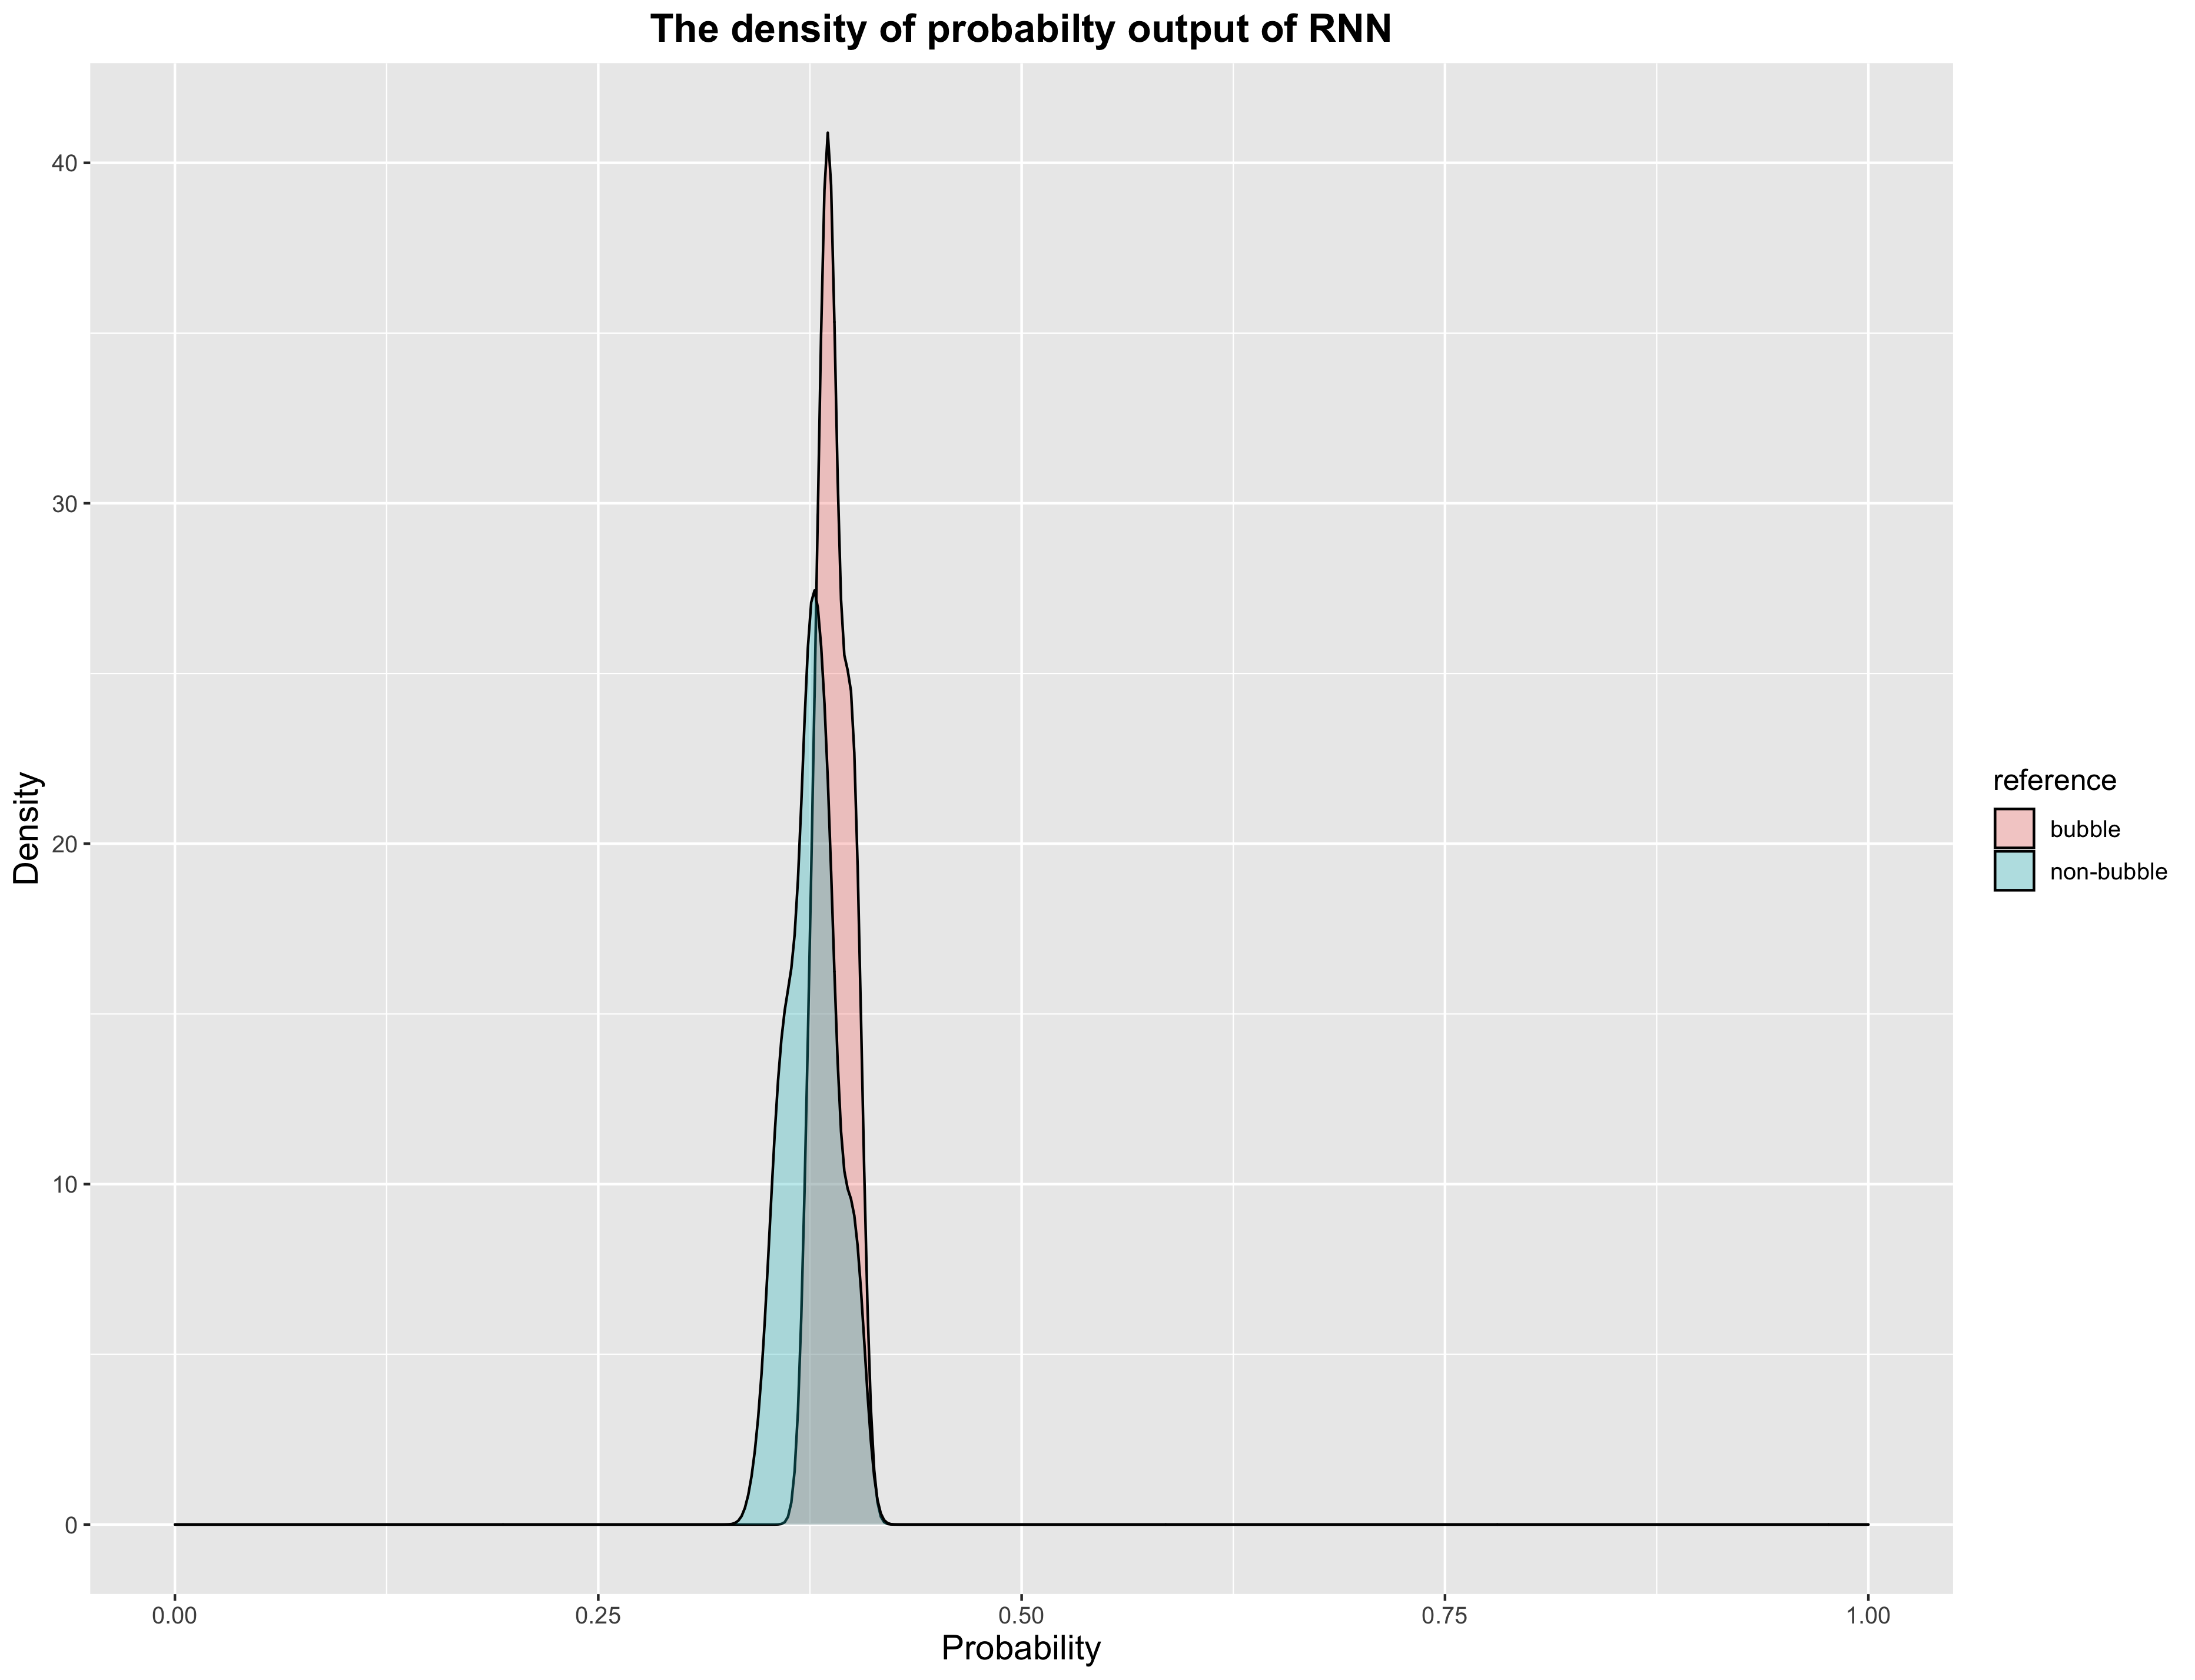 The density of probabilty output of RNN
40
30
20
10
0
Density
0.00
0.25
0.50
0.75
1.00
Probability
reference
bubble
non-bubble